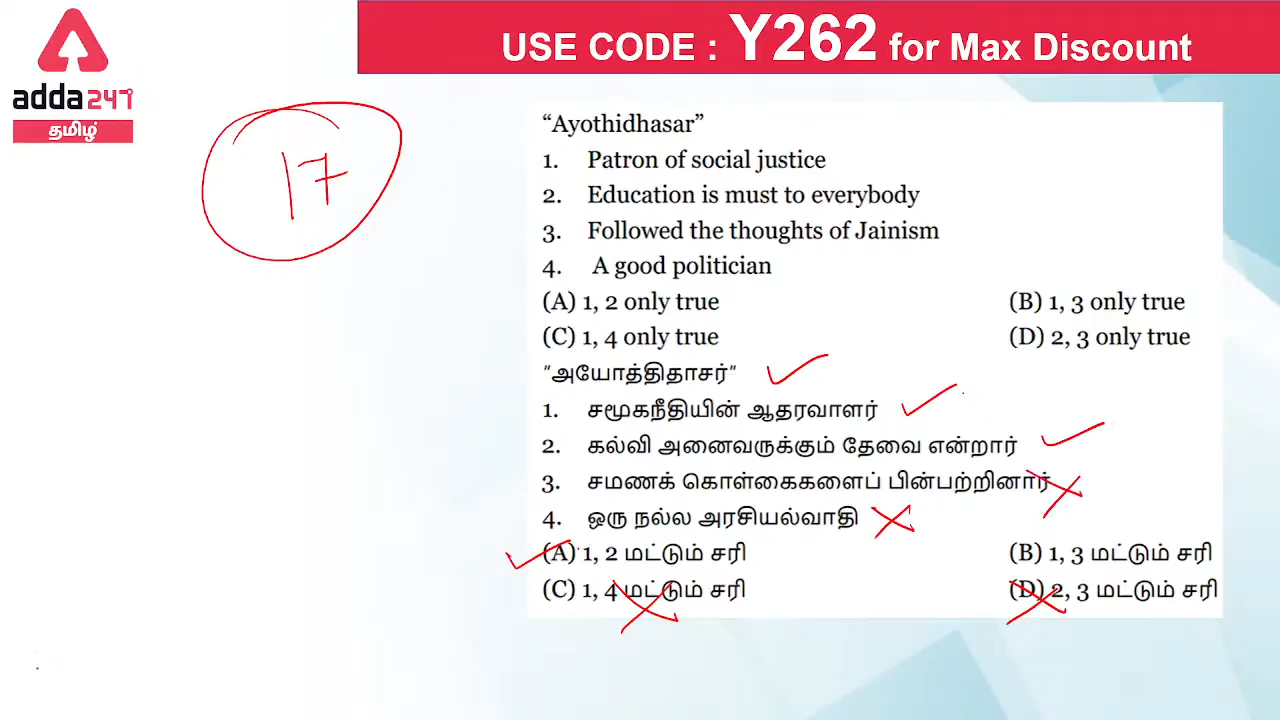 USE CODE : Y262 for Max Discount
adda247
தமிழ்
17
“Ayothidhasar”
1. Patron of social justice
2. Education is must to everybody
3. Followed the thoughts of Jainism
4. A good politician
(A) 1, 2 only true (B) 1, 3 only true
(C) 1, 4 only true (D) 2, 3 only true
"அயோத்திதாசர்"
1. சமூகநீதியின் ஆதரவாளர்
2. கல்வி அனைவருக்கும் தேவை என்றார்
3. சமணக் கொள்கைகளைப் பின்பற்றினார்
4. ஒரு நல்ல அரசியல்வாதி
(A) 1, 2 மட்டும் சரி (B) 1, 3 மட்டும் சரி
(C) 1, 4 மட்டும் சரி (D) 2, 3 மட்டும் சரி